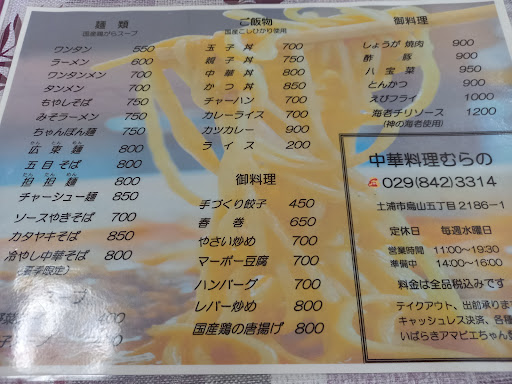 麺類
国産鶏がらスープ
ワンタン 550
ラーメン 600
ワンタンメン 700
タンメン 700
もやしそば 750
みそラーメン 750
ちゃんぽん麺 750
広東麺 800
五目そば 800
担担麺 800
チャーシュー麺 850
ソースやきそば 700
カタヤキそば 850
冷やし中華そば 800
(夏季限定)
ご飯物
国産こしひかり使用
玉子丼 700
親子丼 750
中華丼 800
かつ丼 850
チャーハン 700
カレーライス 700
カツカレー 900
ライス 200
御料理
手づくり餃子 450
春巻 650
やさい炒め 700
マーボー豆腐 700
ハンバーグ 700
レバー炒め 800
国産鶏の唐揚げ 800
御料理
しょうが焼肉 900
酢豚 900
八宝菜 950
とんかつ 900
えびフライ 1000
海老チリソース 1200
(神の海老使用)
中華料理むらの
029(842)3314
土浦市烏山五丁目2186-1
定休日 毎週水曜日
営業時間 11:00~19:30
準備中 14:00~16:00
料金は全品税込みです
テイクアウト、出前承りま
キャッシュレス決済、各種
いばらきアマビエちゃん登